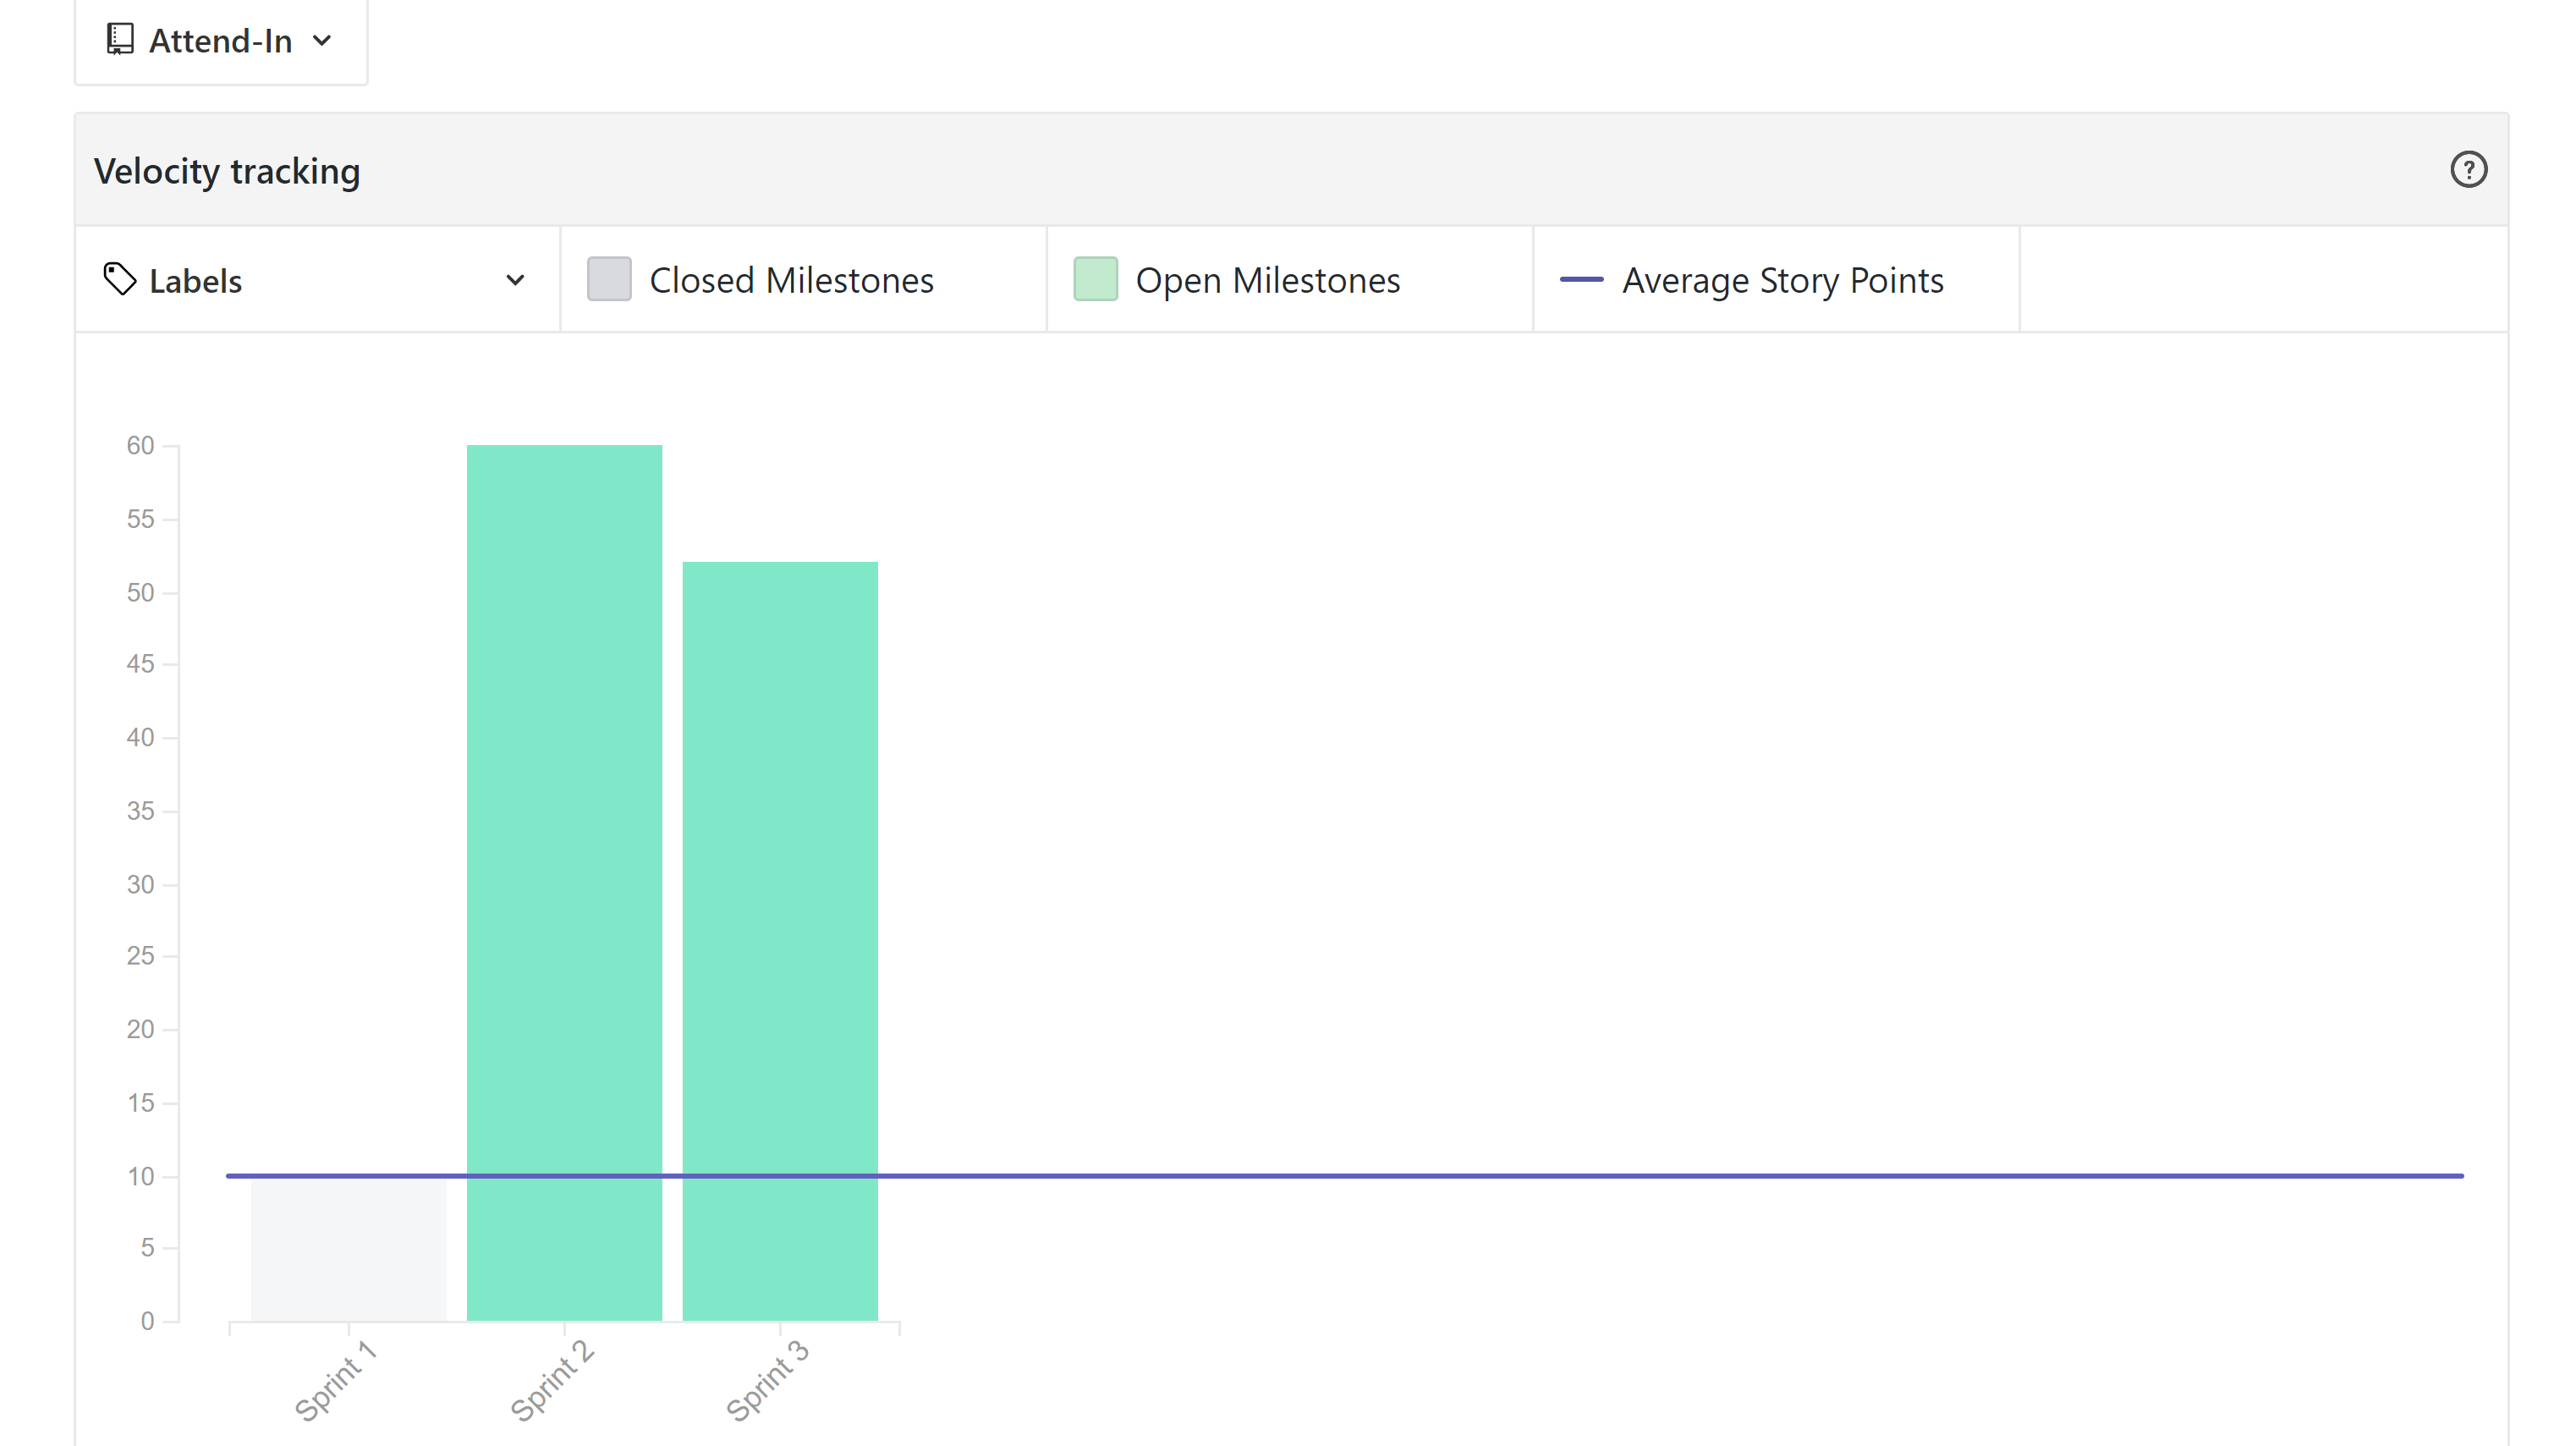 Attend-In
Velocity tracking
?
Labels
Closed Milestones
Open Milestones
Average Story Points
60
55
50
45
40
35
30
25
20
15
10
5
0
Sprint 1
Sprint 2
Sprint 3